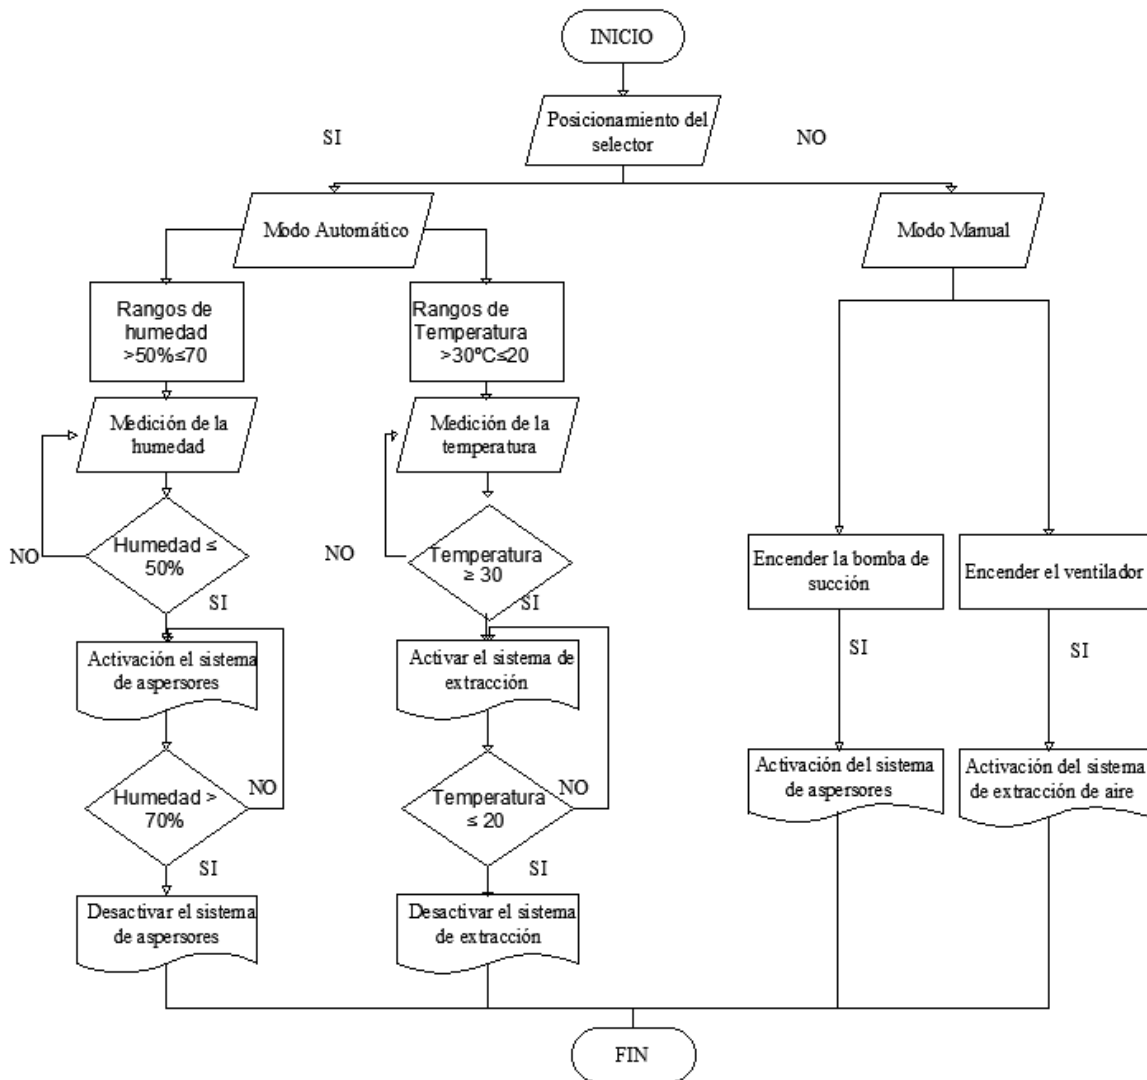 INICIO
Posicionamiento del
selector
SI
NO
Modo Automático
Modo Manual
Rangos de
humedad
>50%≤70
Rangos de
Temperatura
>30ºC≤20
Medición de la
humedad
Medición de la
temperatura
NO
Humedad ≤
50%
SI
NO
Temperatura
≥ 30
SI
Encender la bomba de
succión
Encender el ventilador
SI
SI
Activación el sistema
de aspersores
Activar el sistema de
extracción
Humedad >
70%
NO
SI
Temperatura
≤ 20
NO
SI
Activación del sistema
de aspersores
Activación del sistema
de extracción de aire
Desactivar el sistema
de aspersores
Desactivar el sistema
de extracción
FIN